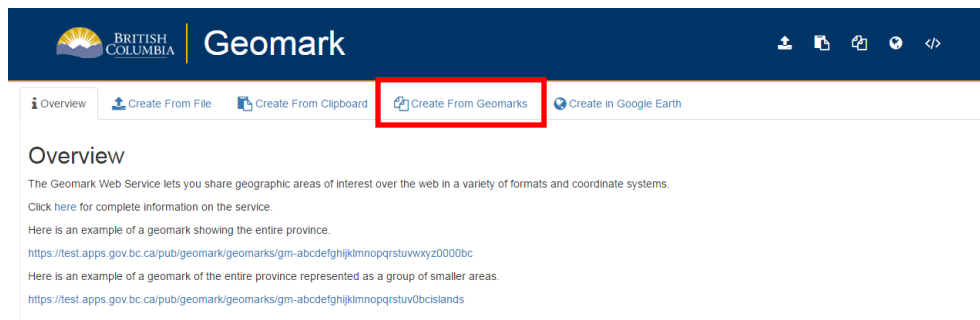 BRITISH
COLUMBIA
Geomark
Overview Create From File Create From Clipboard Create From Geomarks Create in Google Earth
Overview
The Geomark Web Service lets you share geographic areas of interest over the web in a variety of formats and coordinate systems.
Click here for complete information on the service.
Here is an example of a geomark showing the entire province.
https://test.apps.gov.bc.ca/pub/geomark/geomarks/gm-abcdefghijklmnopqrstuvwxyz0000bc
Here is an example of a geomark of the entire province represented as a group of smaller areas.
https://test.apps.gov.bc.ca/pub/geomark/geomarks/gm-abcdefghijklmnopqrstuv0bcislands